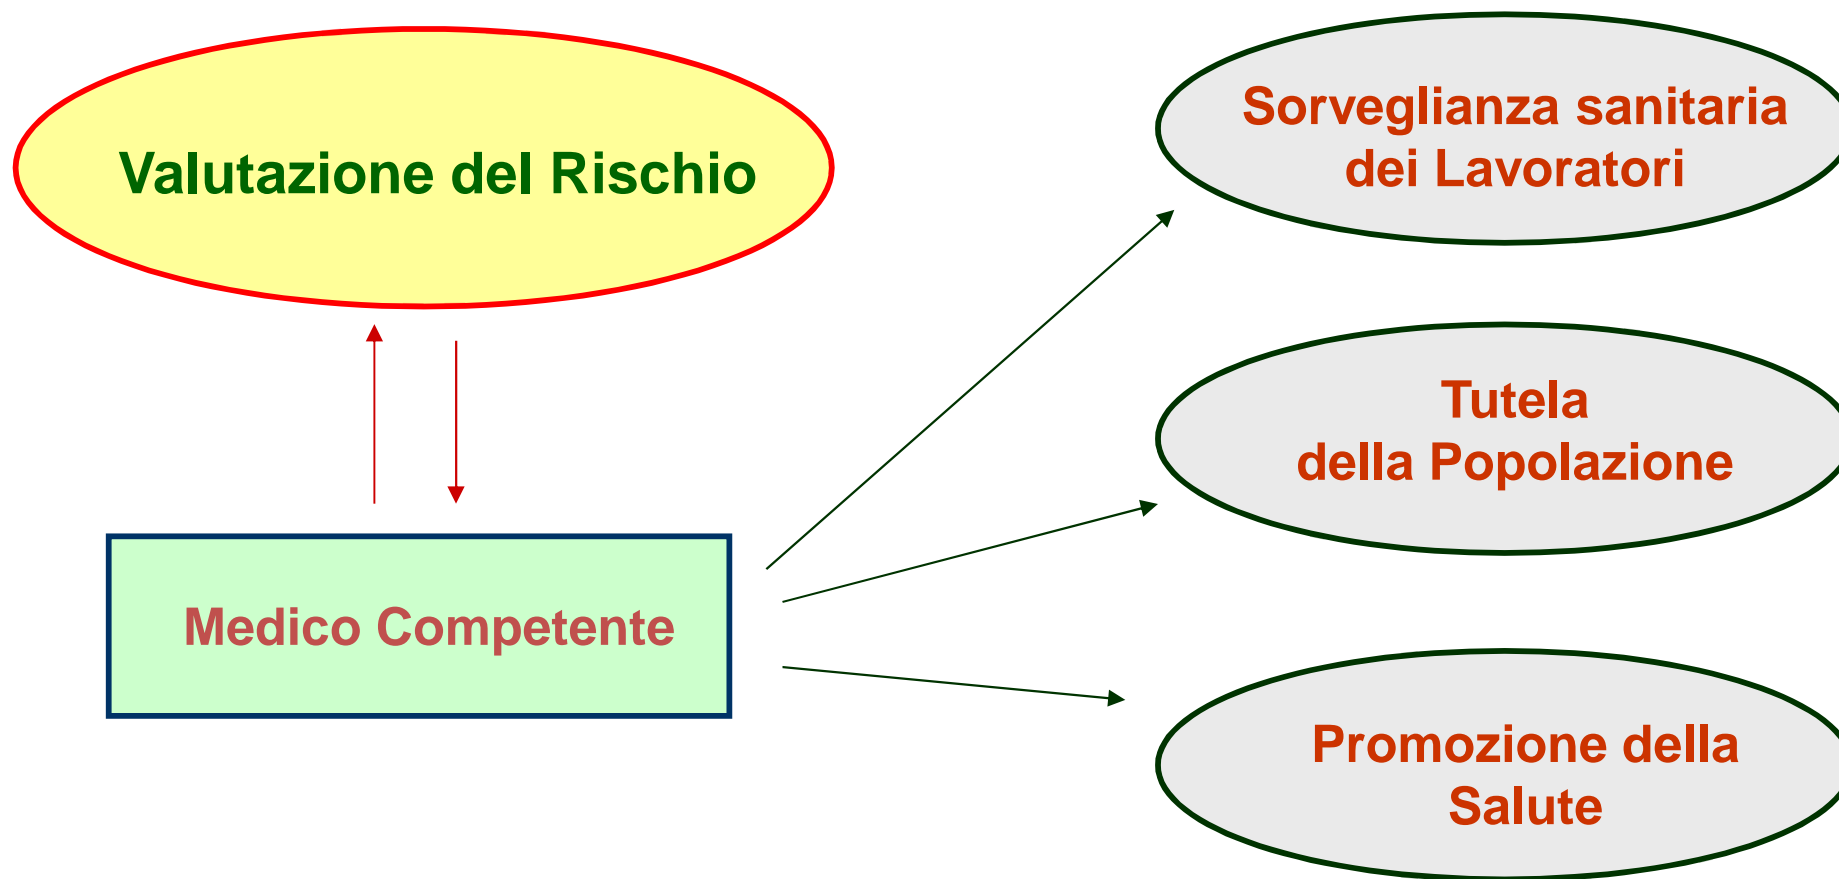 Valutazione del Rischio
Medico Competente
Sorveglianza sanitaria
dei Lavoratori
Tutela
della Popolazione
Promozione della
Salute